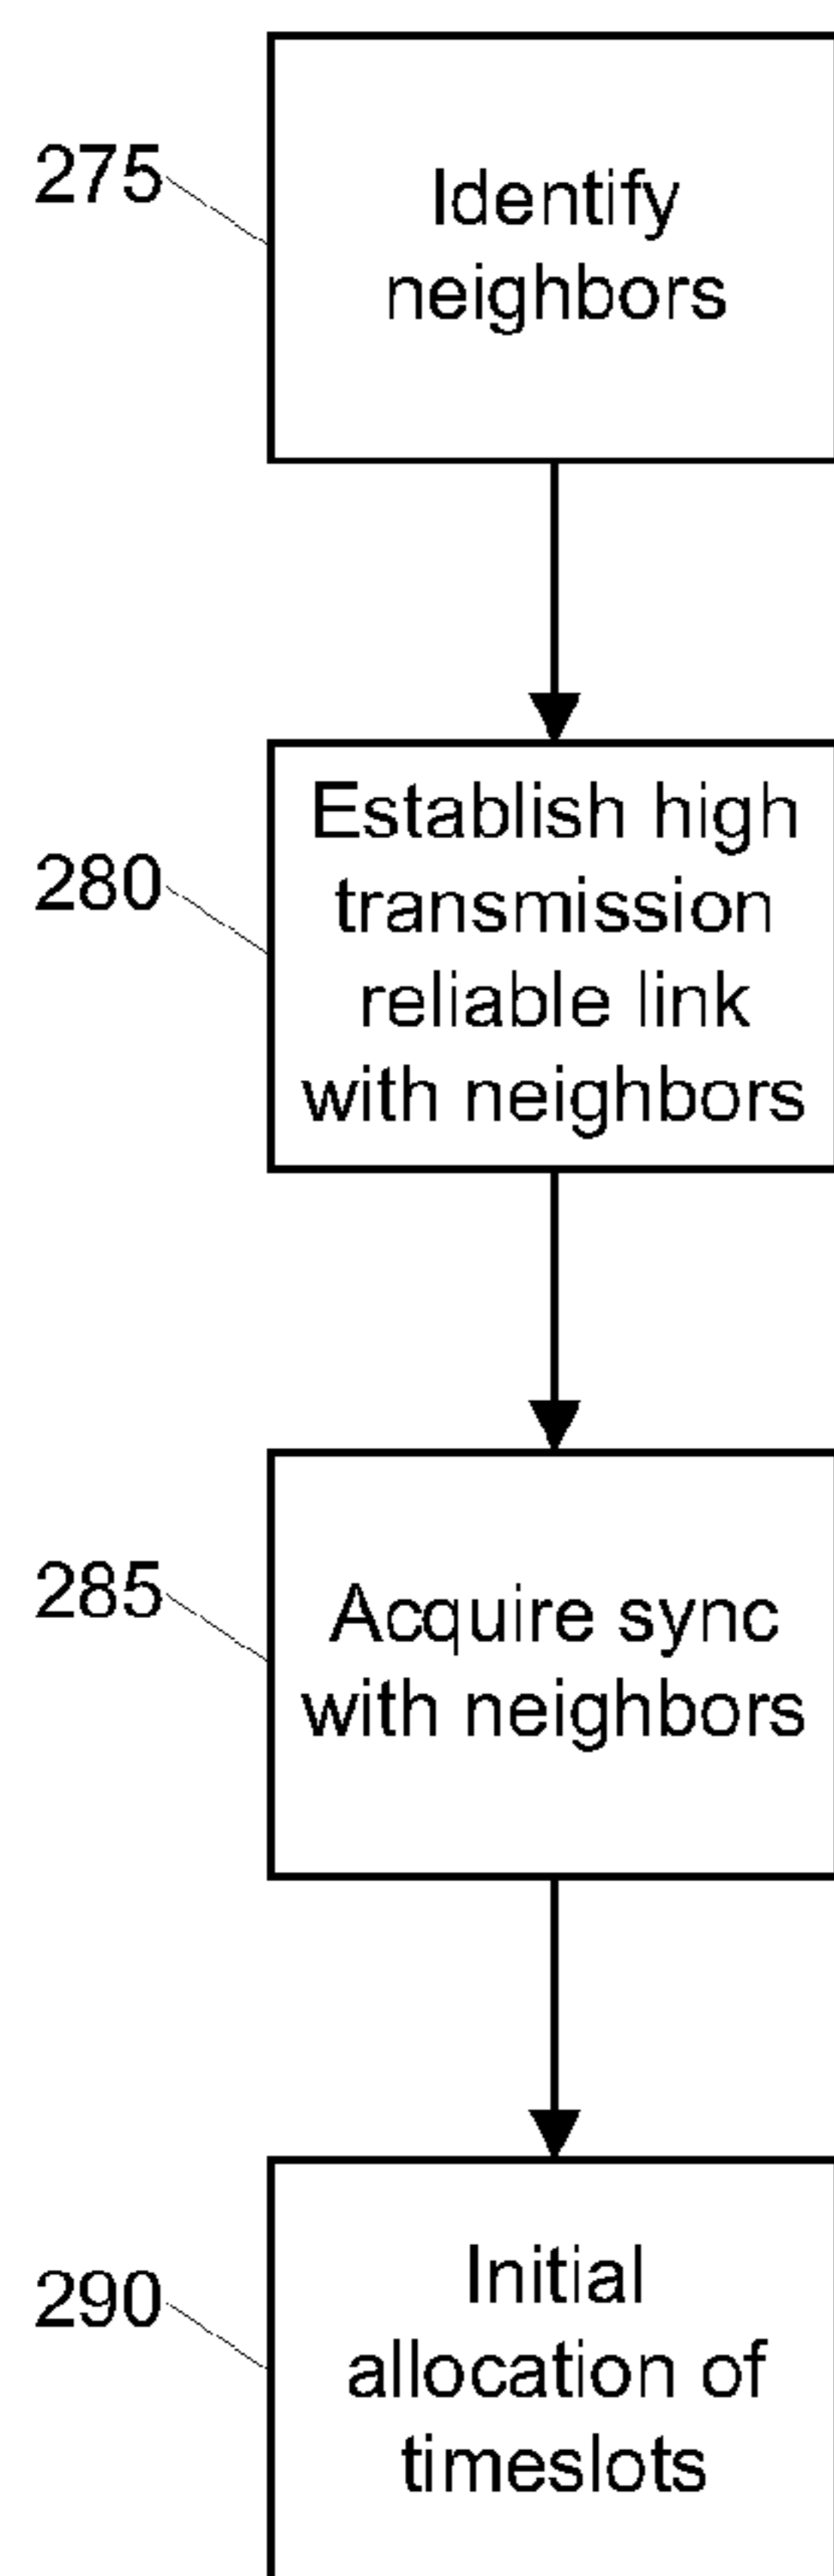 275
Identify
neighbors
280
Establish high
transmission
reliable link
with neighbors
285
Acquire sync
with neighbors
290
Initial
allocation of
timeslots